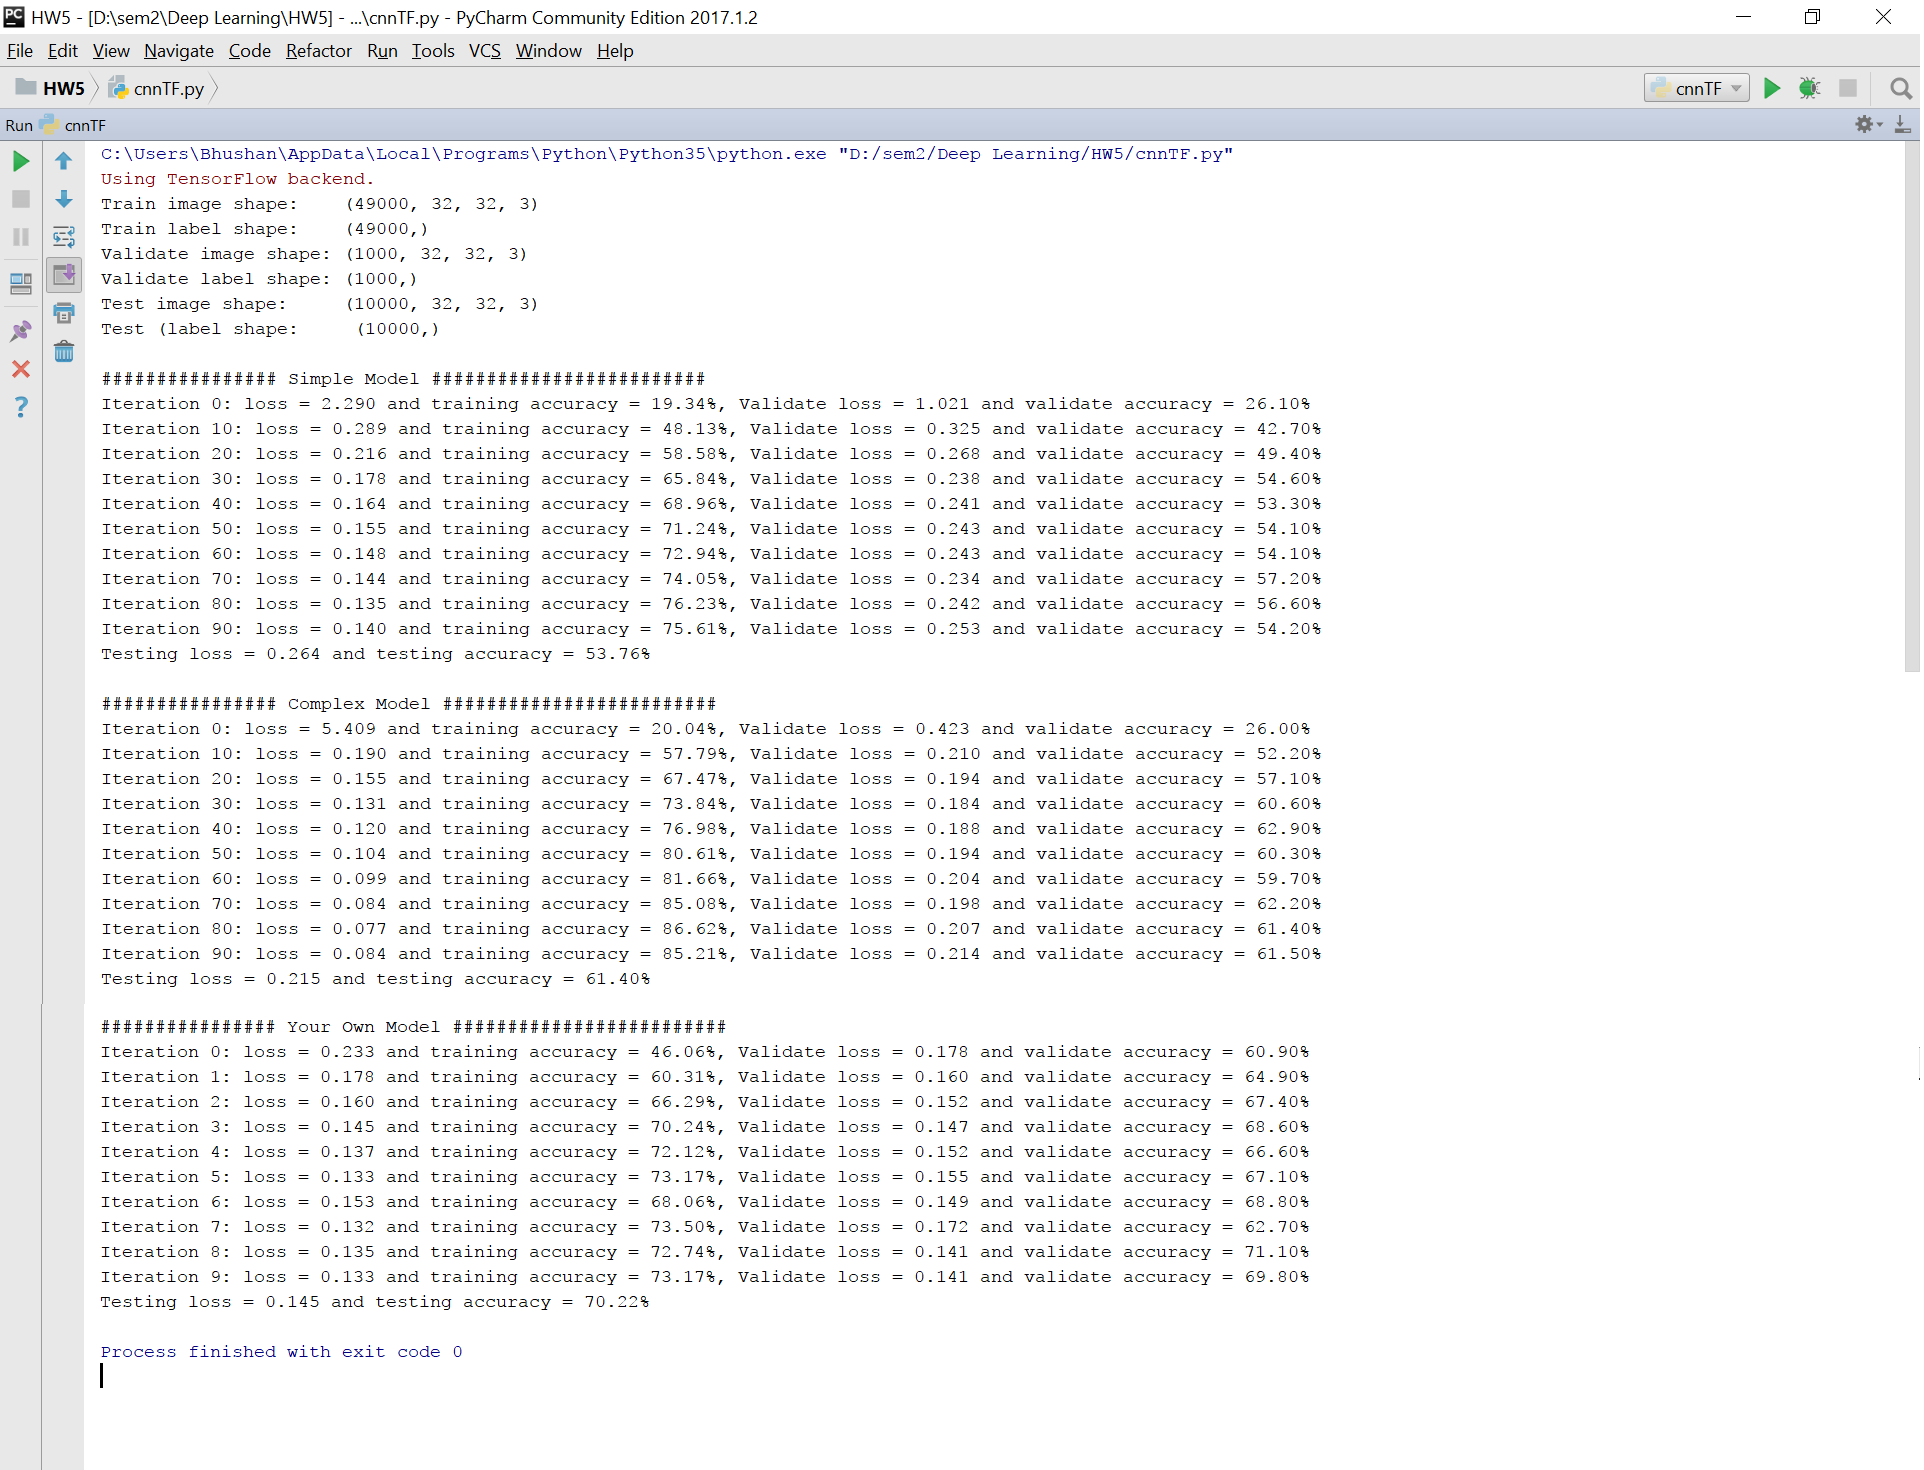 HW5 - [D:\sem2\Deep Learning\HW5] - ...\cnnTF.py - PyCharm Community Edition 2017.1.2
File Edit View Navigate Code Refactor Run Tools VCS Window Help
HW5 cnnTF.py cnnTF
Run cnnTF
C:\Users\Bhushan\AppData\Local\Programs\Python\Python35\python.exe "D:/sem2/Deep Learning/HW5/cnnTF.py"
Using TensorFlow backend.
Train image shape: (49000, 32, 32, 3)
Train label shape: (49000,)
Validate image shape: (1000, 32, 32, 3)
Validate label shape: (1000,)
Test image shape: (10000, 32, 32, 3)
Test (label shape: (10000,)
################ Simple Model #########################
Iteration 0: loss = 2.290 and training accuracy = 19.34%, Validate loss = 1.021 and validate accuracy = 26.10%
Iteration 10: loss = 0.289 and training accuracy = 48.13%, Validate loss = 0.325 and validate accuracy = 42.70%
Iteration 20: loss = 0.216 and training accuracy = 58.58%, Validate loss = 0.268 and validate accuracy = 49.40%
Iteration 30: loss = 0.178 and training accuracy = 65.84%, Validate loss = 0.238 and validate accuracy = 54.60%
Iteration 40: loss = 0.164 and training accuracy = 68.96%, Validate loss = 0.241 and validate accuracy = 53.30%
Iteration 50: loss = 0.155 and training accuracy = 71.24%, Validate loss = 0.243 and validate accuracy = 54.10%
Iteration 60: loss = 0.148 and training accuracy = 72.94%, Validate loss = 0.243 and validate accuracy = 54.10%
Iteration 70: loss = 0.144 and training accuracy = 74.05%, Validate loss = 0.234 and validate accuracy = 57.20%
Iteration 80: loss = 0.135 and training accuracy = 76.23%, Validate loss = 0.242 and validate accuracy = 56.60%
Iteration 90: loss = 0.140 and training accuracy = 75.61%, Validate loss = 0.253 and validate accuracy = 54.20%
Testing loss = 0.264 and testing accuracy = 53.76%
################ Complex Model #########################
Iteration 0: loss = 5.409 and training accuracy = 20.04%, Validate loss = 0.423 and validate accuracy = 26.00%
Iteration 10: loss = 0.190 and training accuracy = 57.79%, Validate loss = 0.210 and validate accuracy = 52.20%
Iteration 20: loss = 0.155 and training accuracy = 67.47%, Validate loss = 0.194 and validate accuracy = 57.10%
Iteration 30: loss = 0.131 and training accuracy = 73.84%, Validate loss = 0.184 and validate accuracy = 60.60%
Iteration 40: loss = 0.120 and training accuracy = 76.98%, Validate loss = 0.188 and validate accuracy = 62.90%
Iteration 50: loss = 0.104 and training accuracy = 80.61%, Validate loss = 0.194 and validate accuracy = 60.30%
Iteration 60: loss = 0.099 and training accuracy = 81.66%, Validate loss = 0.204 and validate accuracy = 59.70%
Iteration 70: loss = 0.084 and training accuracy = 85.08%, Validate loss = 0.198 and validate accuracy = 62.20%
Iteration 80: loss = 0.077 and training accuracy = 86.62%, Validate loss = 0.207 and validate accuracy = 61.40%
Iteration 90: loss = 0.084 and training accuracy = 85.21%, Validate loss = 0.214 and validate accuracy = 61.50%
Testing loss = 0.215 and testing accuracy = 61.40%
################ Your Own Model #########################
Iteration 0: loss = 0.233 and training accuracy = 46.06%, Validate loss = 0.178 and validate accuracy = 60.90%
Iteration 1: loss = 0.178 and training accuracy = 60.31%, Validate loss = 0.160 and validate accuracy = 64.90%
Iteration 2: loss = 0.160 and training accuracy = 66.29%, Validate loss = 0.152 and validate accuracy = 67.40%
Iteration 3: loss = 0.145 and training accuracy = 70.24%, Validate loss = 0.147 and validate accuracy = 68.60%
Iteration 4: loss = 0.137 and training accuracy = 72.12%, Validate loss = 0.152 and validate accuracy = 66.60%
Iteration 5: loss = 0.133 and training accuracy = 73.17%, Validate loss = 0.155 and validate accuracy = 67.10%
Iteration 6: loss = 0.153 and training accuracy = 68.06%, Validate loss = 0.149 and validate accuracy = 68.80%
Iteration 7: loss = 0.132 and training accuracy = 73.50%, Validate loss = 0.172 and validate accuracy = 62.70%
Iteration 8: loss = 0.135 and training accuracy = 72.74%, Validate loss = 0.141 and validate accuracy = 71.10%
Iteration 9: loss = 0.133 and training accuracy = 73.17%, Validate loss = 0.141 and validate accuracy = 69.80%
Testing loss = 0.145 and testing accuracy = 70.22%
Process finished with exit code 0